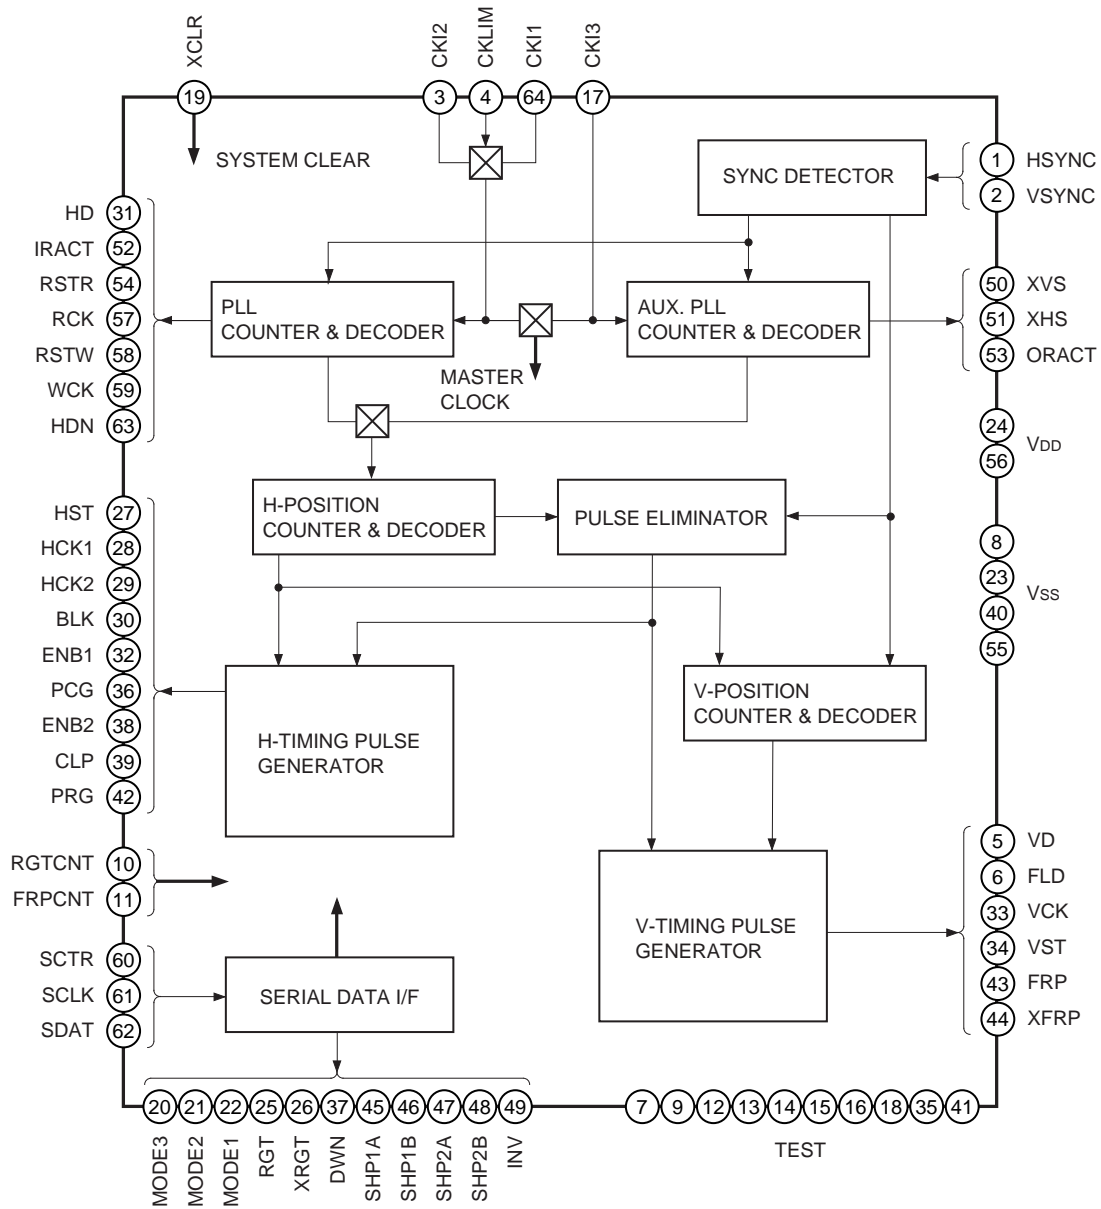 XCLR
CKI2
CKLIM
CKI1
CKI3
19
3
4
64
17
SYSTEM CLEAR
SYNC DETECTOR
1 HSYNC
2 VSYNC
HD 31
IRACT 52
RSTR 54
RCK 57
RSTW 58
WCK 59
HDN 63
PLL
COUNTER & DECODER
MASTER
CLOCK
AUX. PLL
COUNTER & DECODER
50 XVS
51 XHS
53 ORACT
24
56
VDD
8
23
40
55
VSS
H-POSITION
COUNTER & DECODER
PULSE ELIMINATOR
HST 27
HCK1 28
HCK2 29
BLK 30
ENB1 32
PCG 36
ENB2 38
CLP 39
PRG 42
H-TIMING PULSE
GENERATOR
V-POSITION
COUNTER & DECODER
RGTCNT 10
FRPCNT 11
V-TIMING PULSE
GENERATOR
5 VD
6 FLD
33 VCK
34 VST
43 FRP
44 XFRP
SCTR 60
SCLK 61
SDAT 62
SERIAL DATA I/F
20 21 22 25 26 37 45 46 47 48 49
MODE3
MODE2
MODE1
RGT
XRGT
DWN
SHP1A
SHP1B
SHP2A
SHP2B
INV
7 9 12 13 14 15 16 18 35 41
TEST